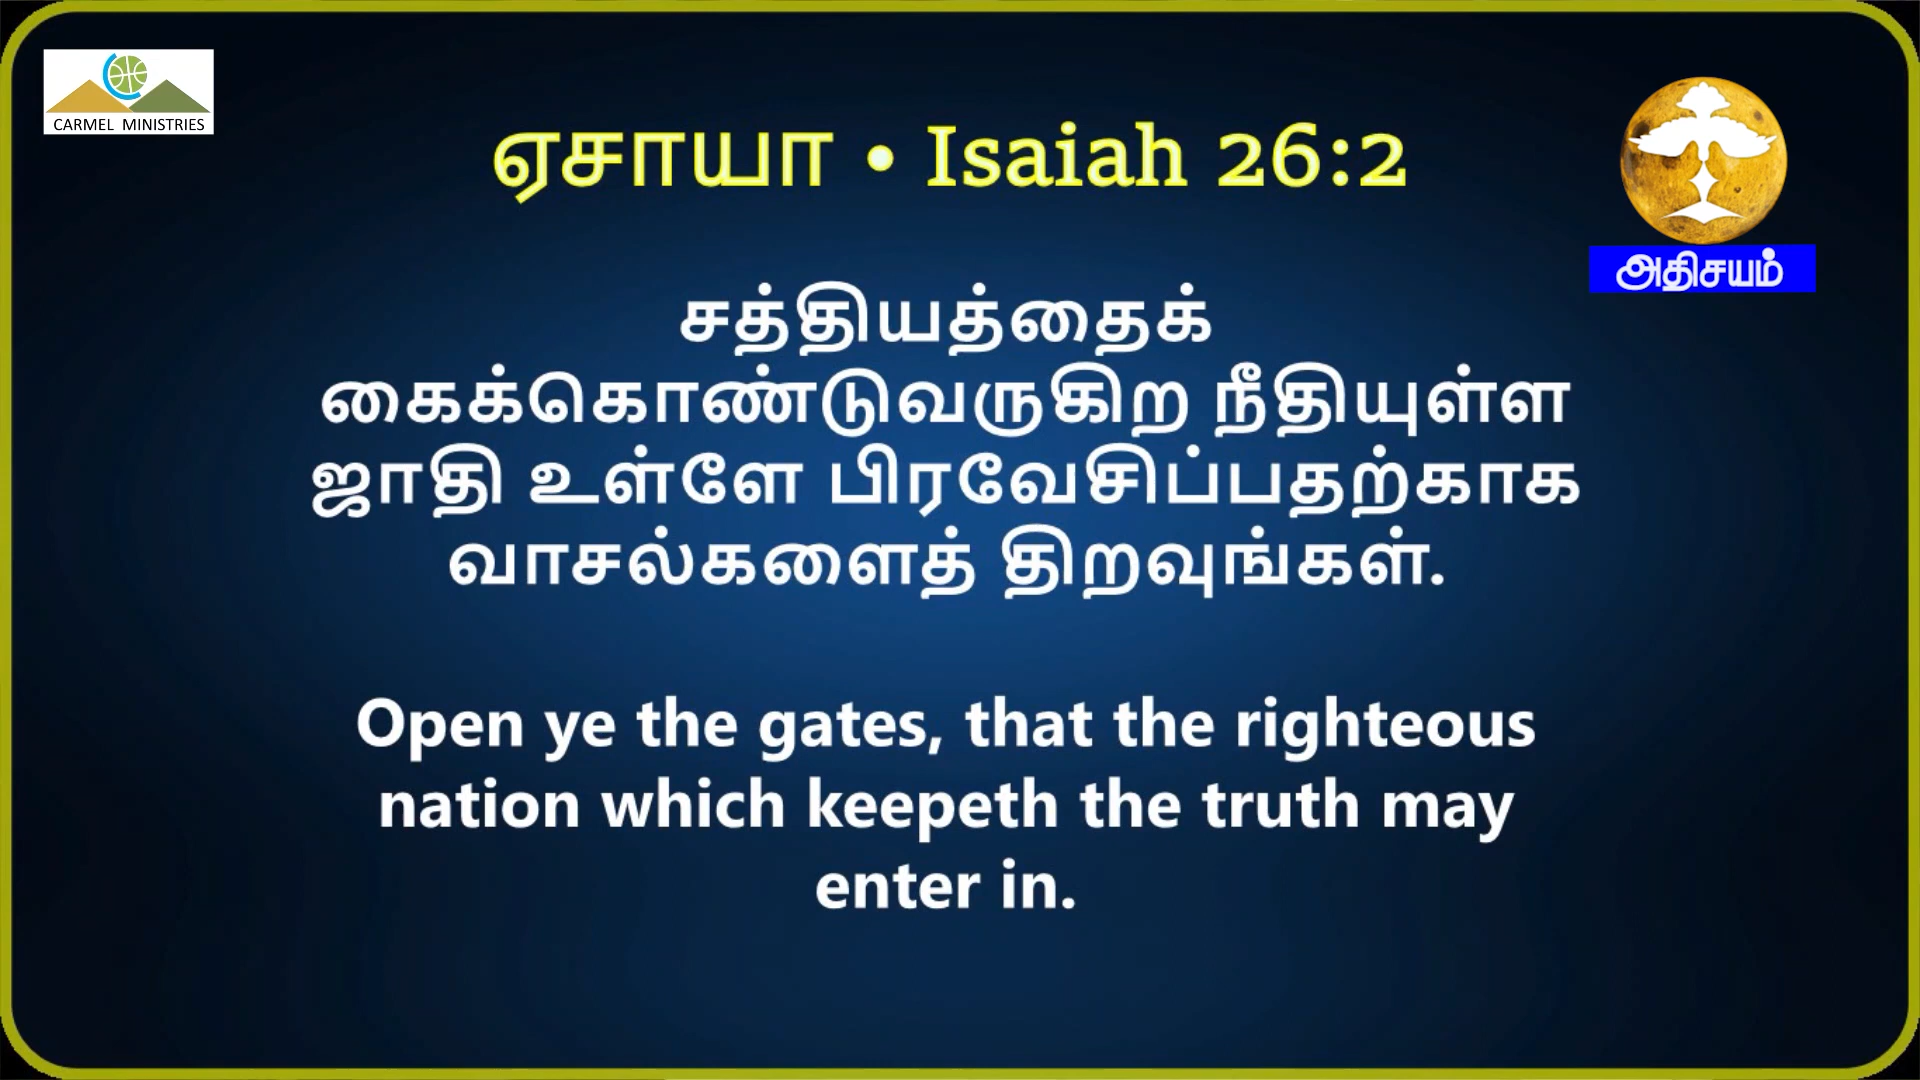 CARMEL MINISTRIES
ஏசாயா • Isaiah 26:2
அதிசயம்
சத்தியத்தைக்
கைக்கொண்டுவருகிற நீதியுள்ள
ஜாதி உள்ளே பிரவேசிப்பதற்காக
வாசல்களைத் திறவுங்கள்.
Open ye the gates, that the righteous
nation which keepeth the truth may
enter in.